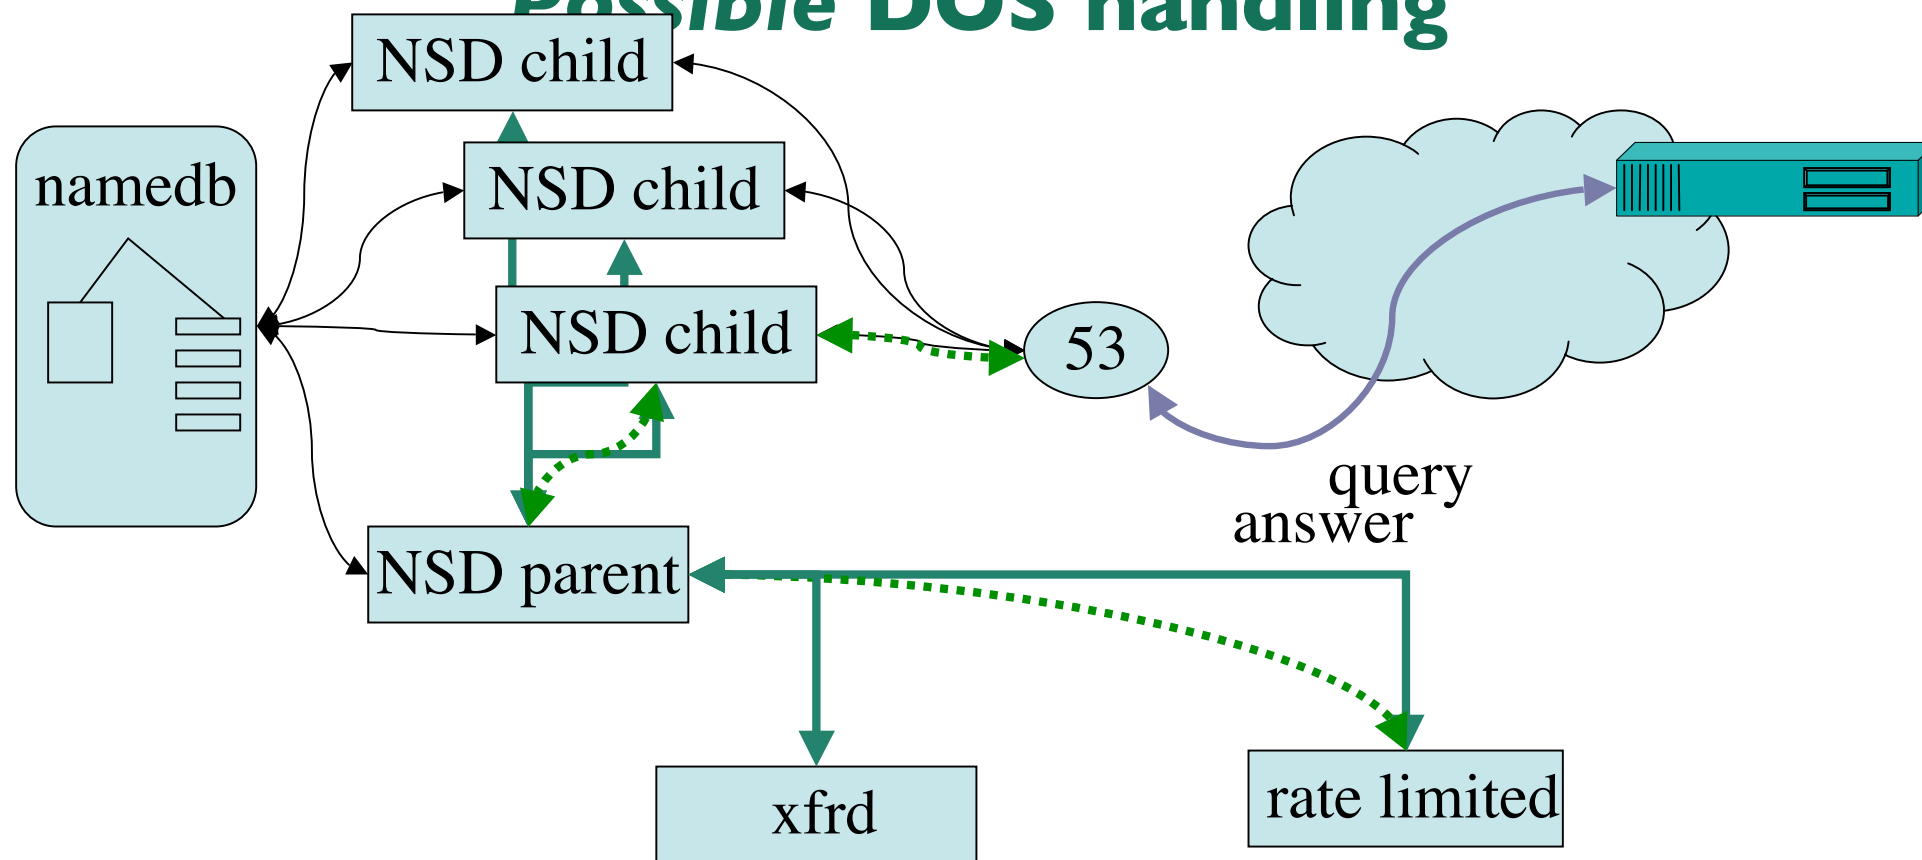 Possible DOS handling
NSD child
namedb
NSD child
NSD child
53
query
answer
NSD parent
xfrd
rate limited